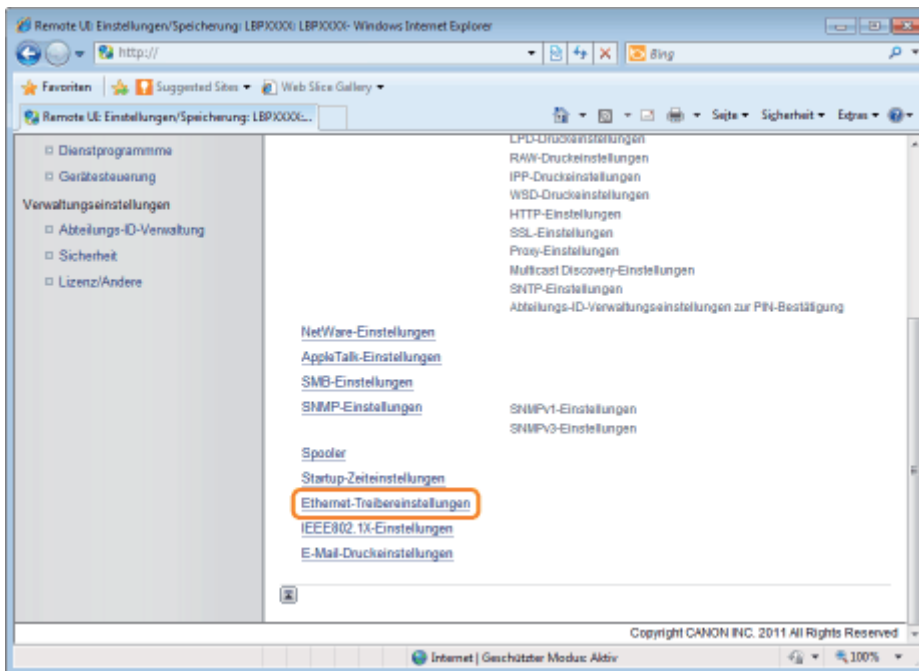 Remote UI: Einstellungen/Speicherung: LBPXXXX: LBPXXXX- Windows Internet Explorer
http://
Bing
Favoriten
Suggested Sites
Web Slice Gallery
Remote UI: Einstellungen/Speicherung: LBPXXXX:...
Seite
Sicherheit
Extras
Dienstprogrammme
Gerätesteuerung
Verwaltungseinstellungen
Abteilungs-ID-Verwaltung
Sicherheit
Lizenz/Andere
LPD-Druckeinstellungen
RAW-Druckeinstellungen
IPP-Druckeinstellungen
WSD-Druckeinstellungen
HTTP-Einstellungen
SSL-Einstellungen
Proxy-Einstellungen
Multicast Discovery-Einstellungen
SNTP-Einstellungen
Abteilungs-ID-Verwaltungseinstellungen zur PIN-Bestätigung
NetWare-Einstellungen
AppleTalk-Einstellungen
SMB-Einstellungen
SNMP-Einstellungen
SNMPv1-Einstellungen
SNMPv3-Einstellungen
Spooler
Startup-Zeiteinstellungen
Ethernet-Treibereinstellungen
IEEE802.1X-Einstellungen
E-Mail-Druckeinstellungen
Copyright CANON INC. 2011 All Rights Reserved
Internet | Geschützter Modus: Aktiv
100%